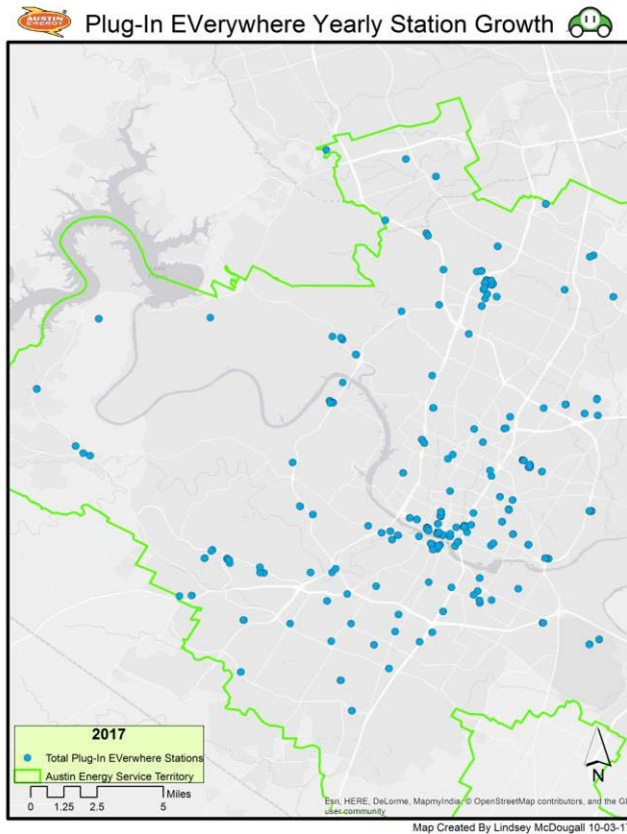 AUSTIN
ENERGY
Plug-In EVerywhere Yearly Station Growth
2017
Total Plug-In EVerwhere Stations
Austin Energy Service Territory
Miles
0 1.25 2.5 5
N
Esri, HERE, DeLorme, MapmyIndia, © OpenStreetMap contributors, and the GI
user community
Map Created By Lindsey McDougall 10-03-17